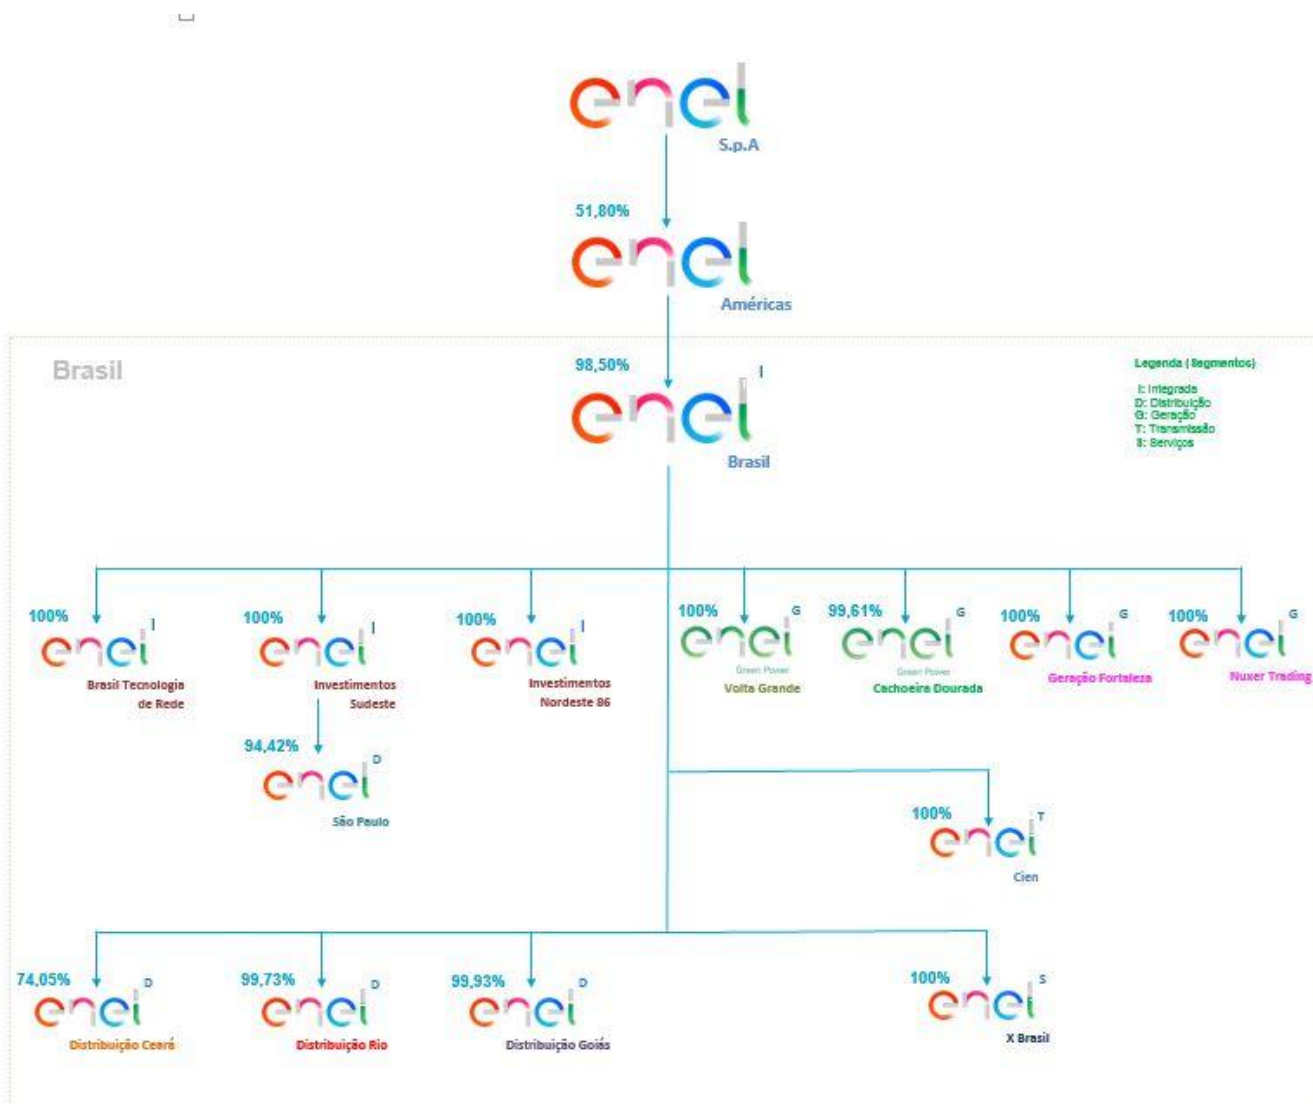 enel
S.p.A
51,80%
enel
Américas
Brasil
98,50%
I
enel
Brasil
Legenda (Segmentos)
I: Integrada
D: Distribuição
G: Geração
T: Transmissão
S: Serviços
100%
I
enel
Brasil Tecnologia
de Rede
100%
I
enel
Investimentos
Sudeste
100%
I
enel
Investimentos
Nordeste 86
100%
G
enel
Green Power
Volta Grande
99,61%
G
enel
Green Power
Cachoeira Dourada
100%
G
enel
Geração Fortaleza
100%
G
enel
Nuxer Trading
94,42%
D
enel
São Paulo
100%
T
enel
Cien
74,05%
D
enel
Distribuição Ceará
99,73%
D
enel
Distribuição Rio
99,93%
D
enel
Distribuição Goiás
100%
S
enel
X Brasil